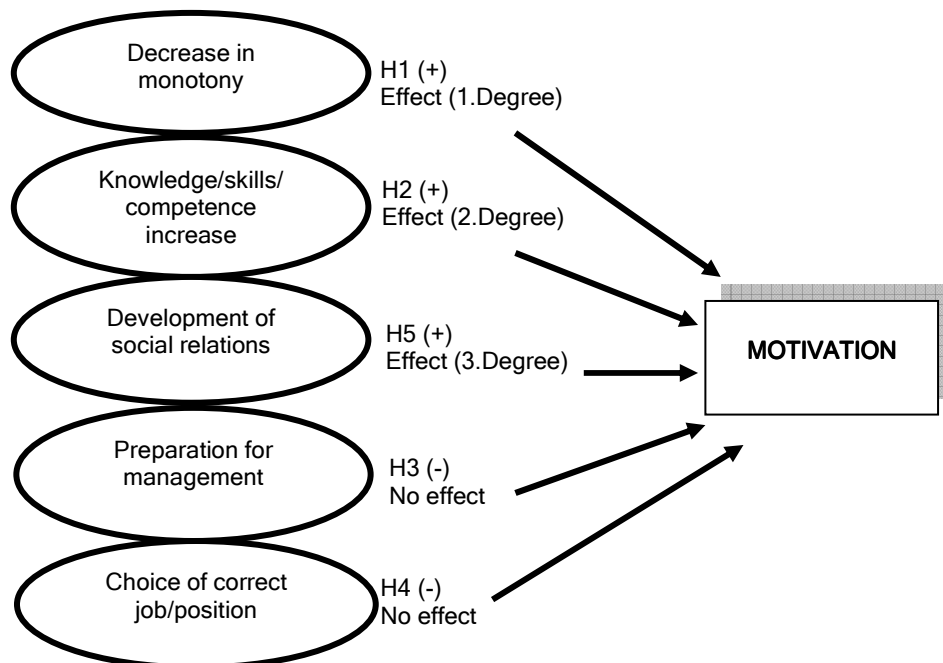 Decrease in
monotony
H1 (+)
Effect (1.Degree)
Knowledge/skills/
competence
increase
H2 (+)
Effect (2.Degree)
Development of
social relations
H5 (+)
Effect (3.Degree)
MOTIVATION
Preparation for
management
H3 (-)
No effect
Choice of correct
job/position
H4 (-)
No effect